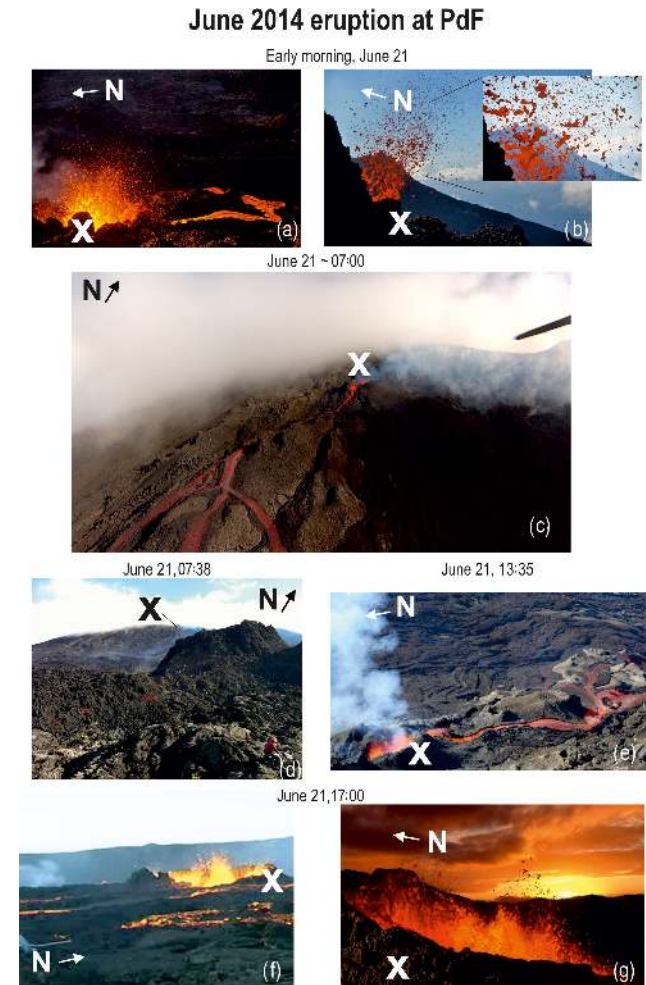 June 2014 eruption at PdF
Early morning, June 21
N
N
X
(a)
X
(b)
June 21 ~ 07:00
N
X
(c)
June 21, 07:38
June 21, 13:35
X
N
(d)
N
X
(e)
June 21, 17:00
X
N
(f)
N
X
(g)